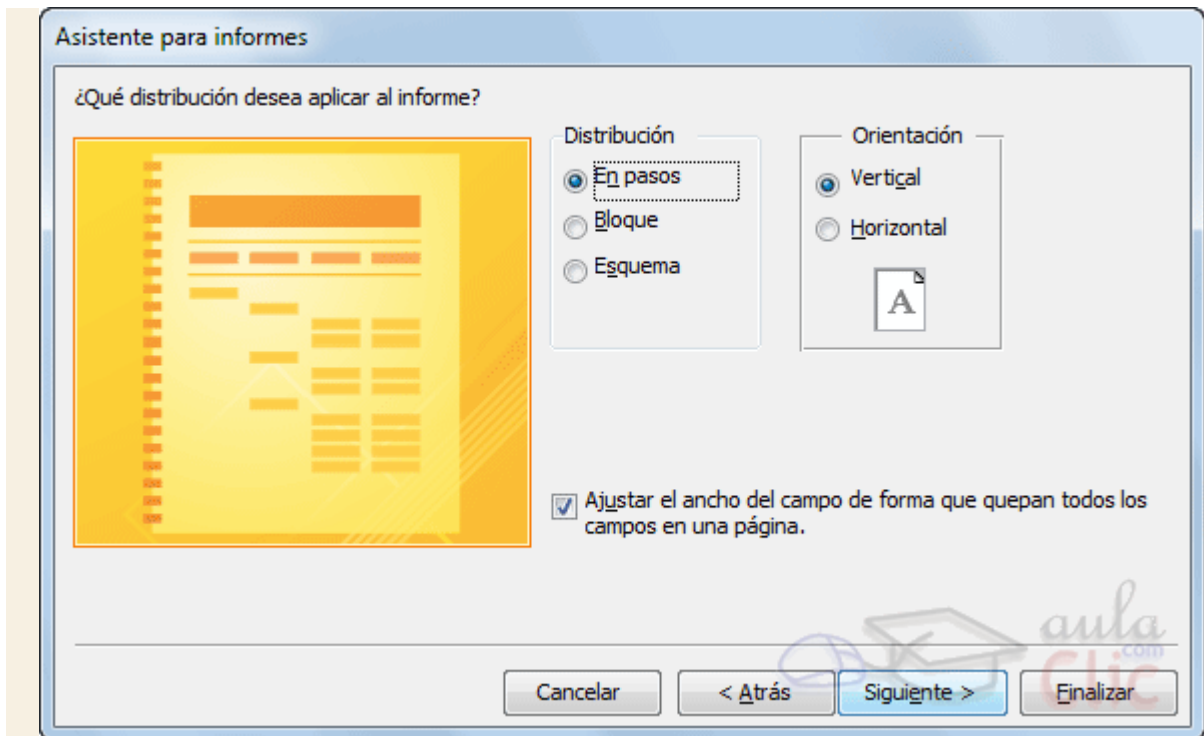 Asistente para informes
¿Qué distribución desea aplicar al informe?
Distribución
En pasos
Bloque
Esquema
Orientación
Vertical
Horizontal
A
Ajustar el ancho del campo de forma que quepan todos los
campos en una página.
aula
Clic
.com
Cancelar
< Atrás
Siguiente >
Finalizar